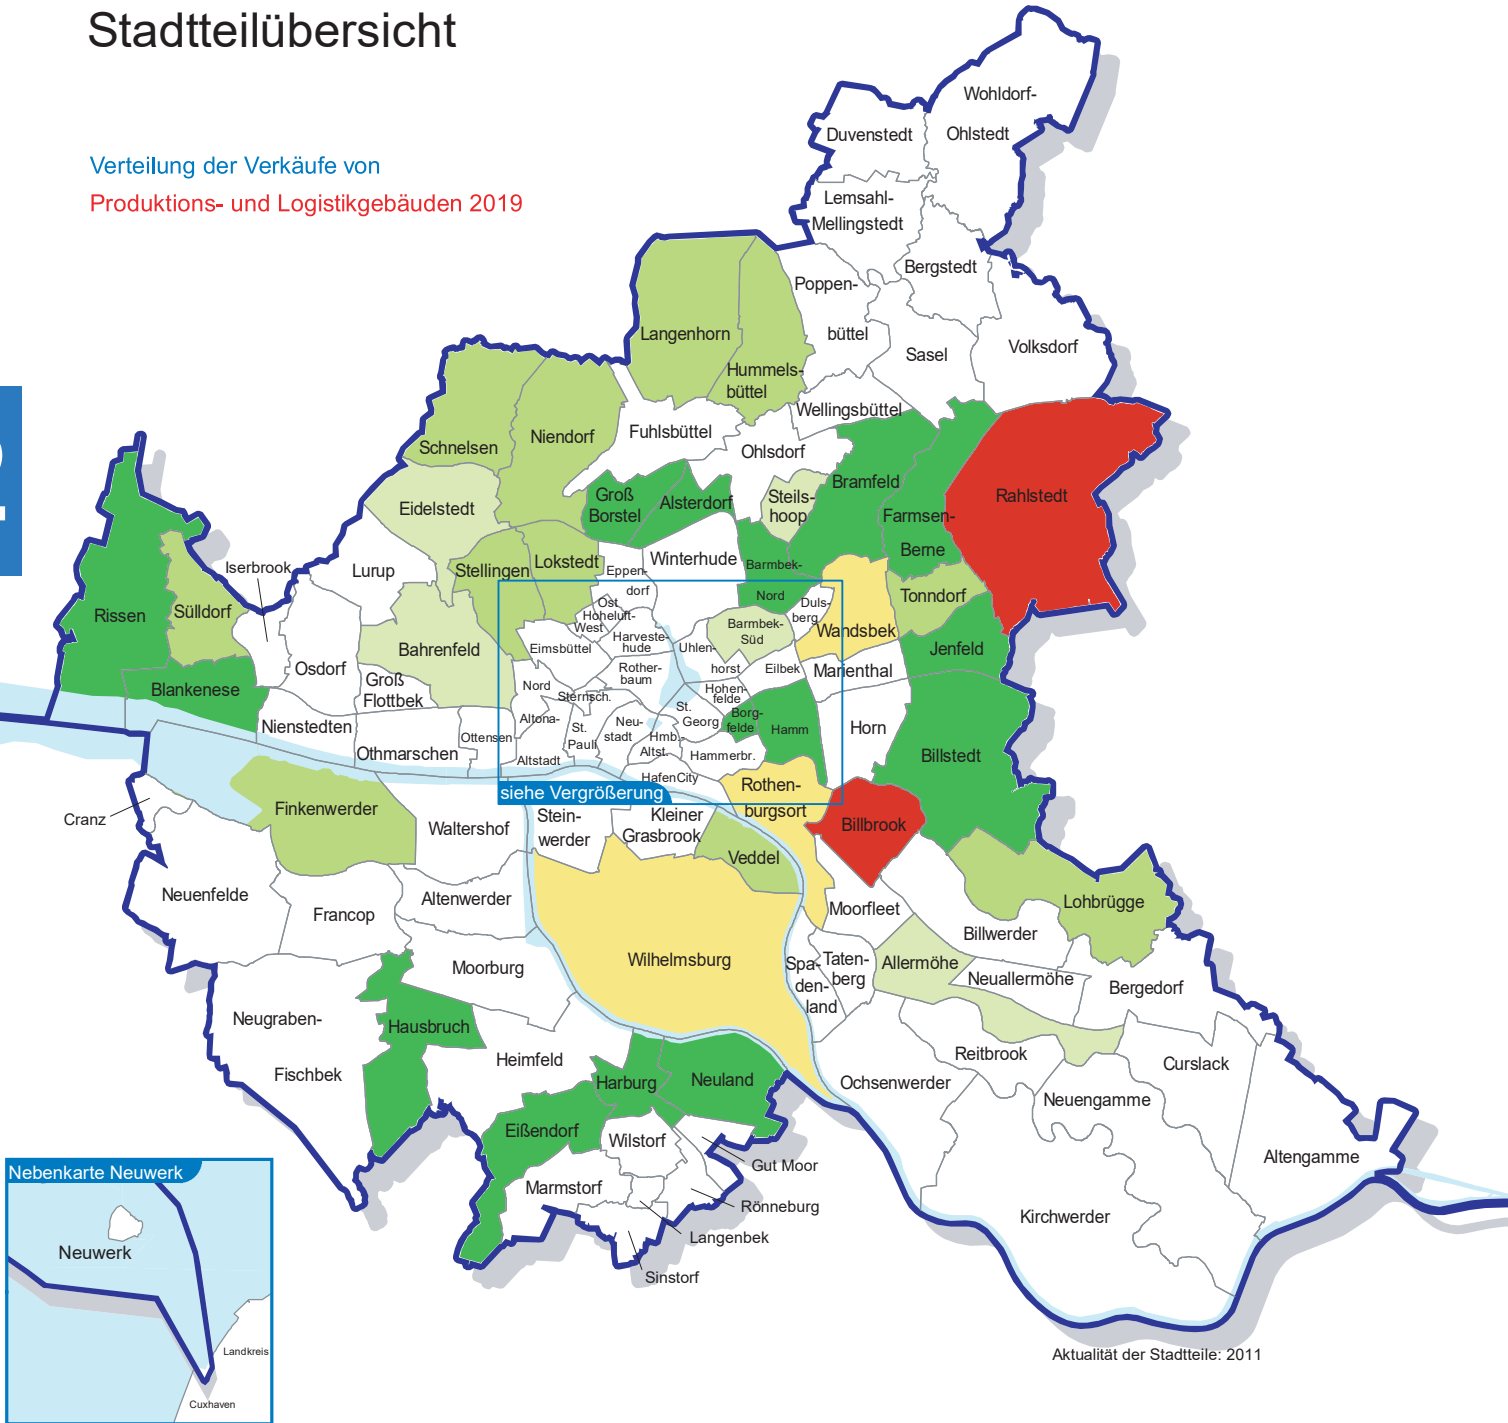 Stadtteilübersicht
Verteilung der Verkäufe von
Produktions- und Logistikgebäuden 2019
Wohldorf-
Ohlstedt
Duvenstedt
Lemsahl-
Mellingstedt
Bergstedt
Poppen-
büttel
Sasel
Volksdorf
Langenhorn
Hummels-
büttel
Wellingsbüttel
Schnelsen
Niendorf
Fuhlsbüttel
Ohlsdorf
Eidelstedt
Groß
Borstel
Alsterdorf
Steils-
hoop
Bramfeld
Farmsen-
Berne
Rahlstedt
Iserbrook
Lurup
Stellingen
Lokstedt
Eppen-
dorf
Winterhude
Barmbek-
Nord
Rissen
Sülldorf
Ost
Hoheluft-
West
Harveste-
hude
Barmbek-
Süd
Duls-
berg
Wandsbek
Tonndorf
Jenfeld
Bahrenfeld
Eimsbüttel
Rother-
baum
Uhlen-
horst
Eilbek
Marienthal
Osdorf
Groß
Flottbek
Blankenese
Nienstedten
Othmarschen
Ottensen
Nord
Sternsch.
Altona-
Altstadt
St.
Pauli
Neu-
stadt
Hmb.-
Altst.
St.
Georg
Hohen-
felde
Borg-
felde
Hamm
Horn
Billstedt
Hammerbr.
HafenCity
siehe Vergrößerung
Rothen-
burgsort
Billbrook
Cranz
Finkenwerder
Waltershof
Stein-
werder
Kleiner
Grasbrook
Veddel
Neuenfelde
Francop
Altenwerder
Moorburg
Wilhelmsburg
Moorfleet
Spa-
den-
land
Taten-
berg
Allermöhe
Billwerder
Neuallermöhe
Lohbrügge
Bergedorf
Neugraben-
Fischbek
Hausbruch
Heimfeld
Harburg
Neuland
Eißendorf
Wilstorf
Gut Moor
Marmstorf
Rönneburg
Langenbek
Sinstorf
Ochsenwerder
Reitbrook
Neuengamme
Curslack
Altengamme
Kirchwerder
Nebenkarte Neuwerk
Neuwerk
Landkreis
Cuxhaven
Aktualität der Stadtteile: 2011